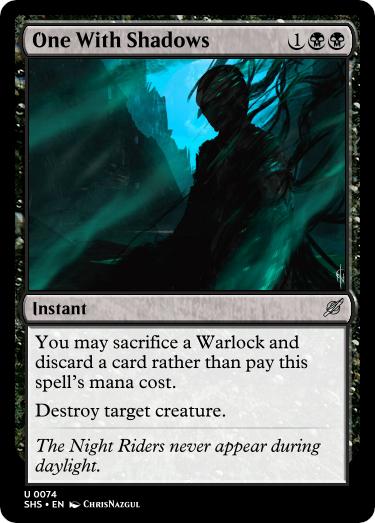 One With Shadows 1
Instant
You may sacrifice a Warlock and
discard a card rather than pay this
spell's mana cost.
Destroy target creature.
The Night Riders never appear during
daylight.
U 0074
SHS • EN ChrisNazgul